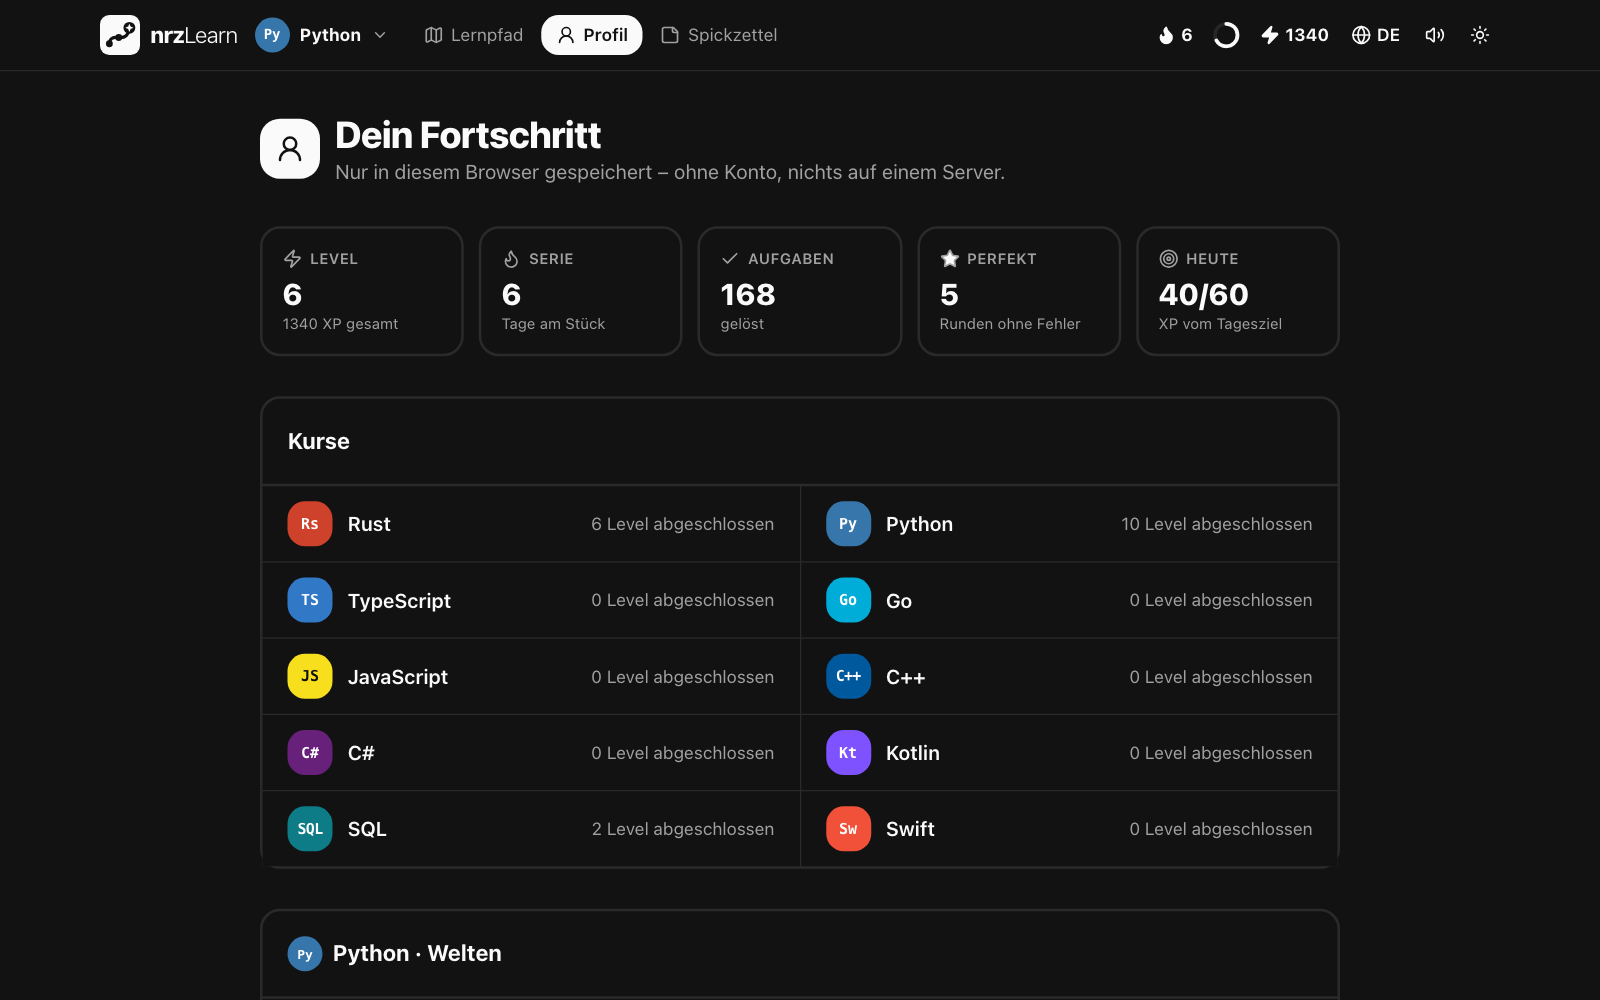 nrzLearn Py Python Lernpfad Profil Spickzettel 6 1340 DE
Dein Fortschritt
Nur in diesem Browser gespeichert – ohne Konto, nichts auf einem Server.
LEVEL
6
1340 XP gesamt
SERIE
6
Tage am Stück
AUFGABEN
168
gelöst
PERFEKT
5
Runden ohne Fehler
HEUTE
40/60
XP vom Tagesziel
Kurse
Rs Rust 6 Level abgeschlossen
Py Python 10 Level abgeschlossen
TS TypeScript 0 Level abgeschlossen
Go Go 0 Level abgeschlossen
JS JavaScript 0 Level abgeschlossen
C++ C++ 0 Level abgeschlossen
C# C# 0 Level abgeschlossen
Kt Kotlin 0 Level abgeschlossen
SQL SQL 2 Level abgeschlossen
Sw Swift 0 Level abgeschlossen
Py Python · Welten